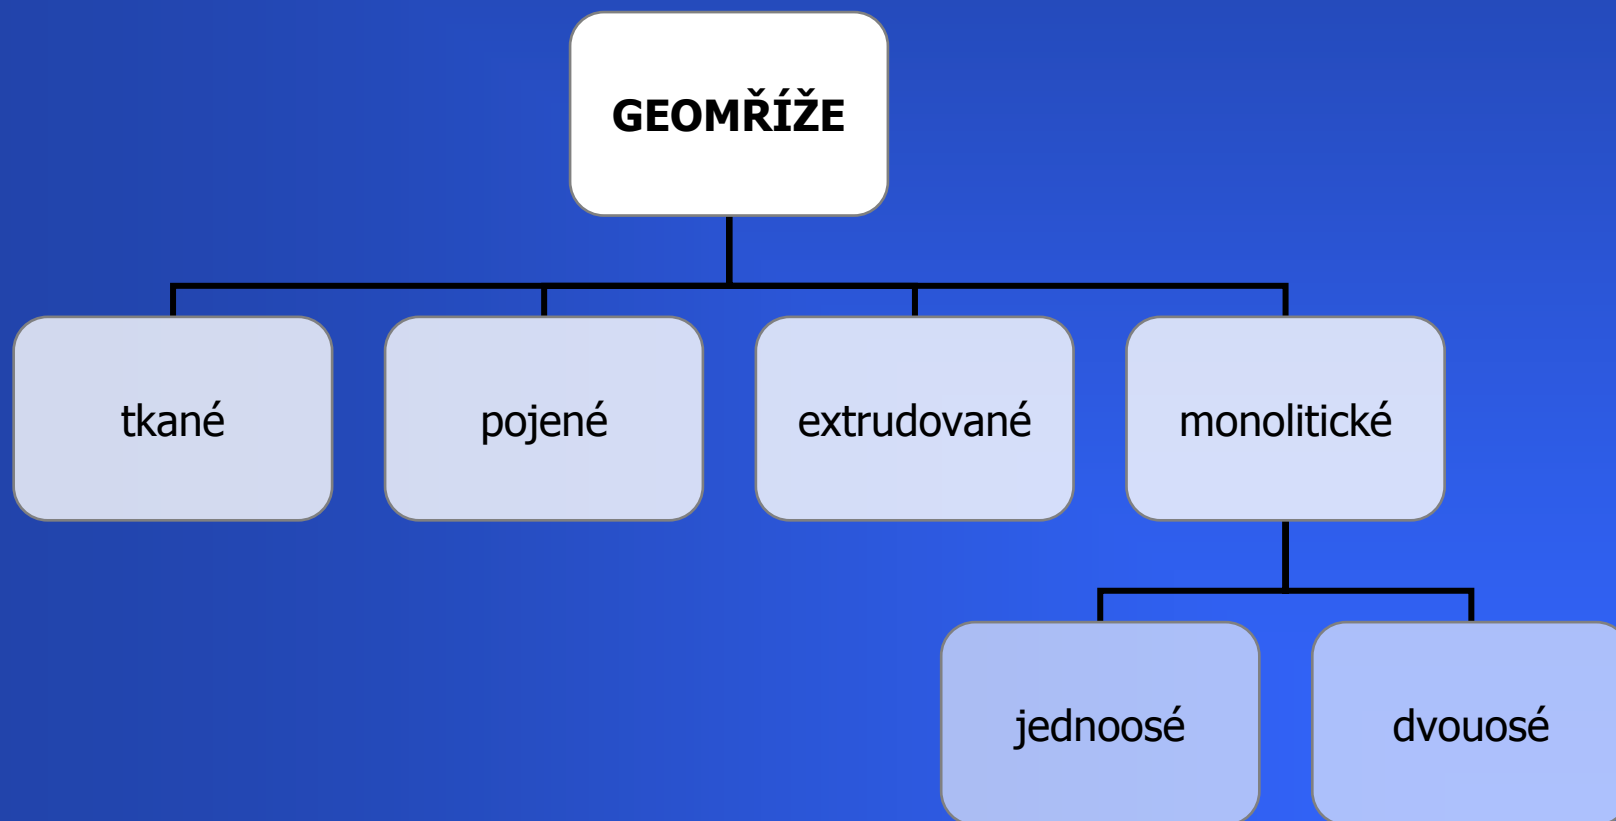 GEOMŘÍŽE
tkané
pojené
extrudované
monolitické
jednoosé
dvouosé